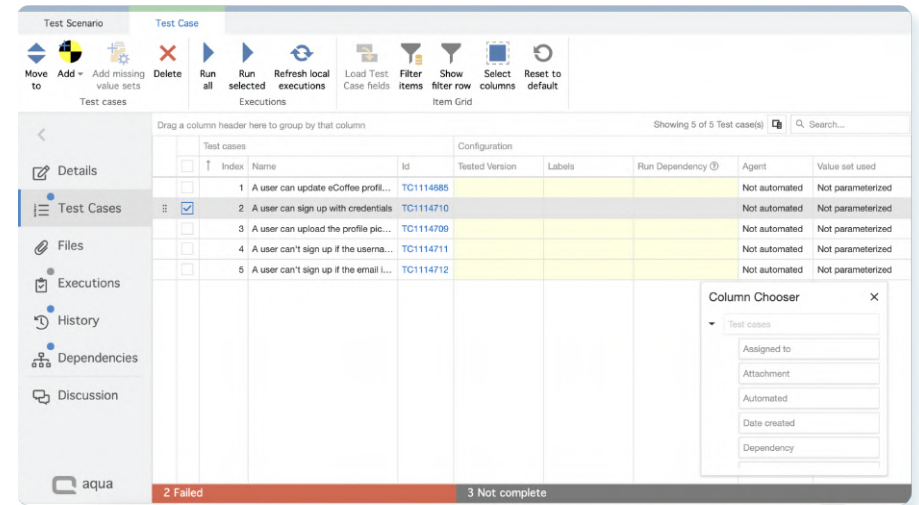 Test Scenario Test Case
Move to Add Add missing value sets Delete Run all Run selected Refresh local executions Load Test Case fields Filter items Show filter row Select columns Reset to default
Test cases Executions Item Grid
Drag a column header here to group by that column Showing 5 of 5 Test case(s) Search...
Test cases Configuration
Index Name Id Tested Version Labels Run Dependency Agent Value set used
1 A user can update eCoffee profil... TC1114685 Not automated Not parameterized
2 A user can sign up with credentials TC1114710 Not automated Not parameterized
3 A user can upload the profile pic... TC1114709 Not automated Not parameterized
4 A user can't sign up if the userna... TC1114711 Not automated Not parameterized
5 A user can't sign up if the email i... TC1114712 Not automated Not parameterized
Details
Test Cases
Files
Executions
History
Dependencies
Discussion
aqua
Column Chooser
Test cases
Assigned to
Attachment
Automated
Date created
Dependency
2 Failed 3 Not complete